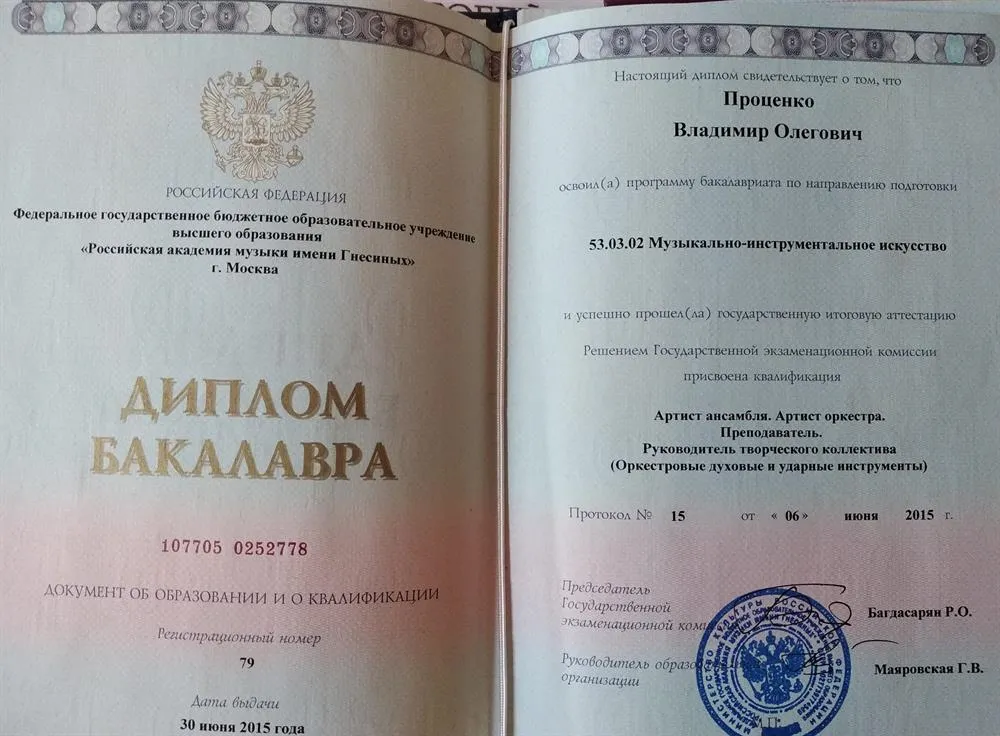 РОССИЙСКАЯ ФЕДЕРАЦИЯ
Федеральное государственное бюджетное образовательное учреждение
высшего образования
«Российская академия музыки имени Гнесиных»
г. Москва
ДИПЛОМ
БАКАЛАВРА
107705 0252778
ДОКУМЕНТ ОБ ОБРАЗОВАНИИ И О КВАЛИФИКАЦИИ
Регистрационный номер
79
Дата выдачи
30 июня 2015 года
Настоящий диплом свидетельствует о том, что
Проценко
Владимир Олегович
освоил(а) программу бакалавриата по направлению подготовки
53.03.02 Музыкально-инструментальное искусство
и успешно прошел(ла) государственную итоговую аттестацию
Решением Государственной экзаменационной комиссии
присвоена квалификация
Артист ансамбля. Артист оркестра.
Преподаватель.
Руководитель творческого коллектива
(Оркестровые духовые и ударные инструменты)
Протокол № 15 от « 06 » июня 2015 г.
Председатель
Государственной
экзаменационной Багдасарян Р.О.
Руководитель Маяровская Г.В.
организации
М.П.